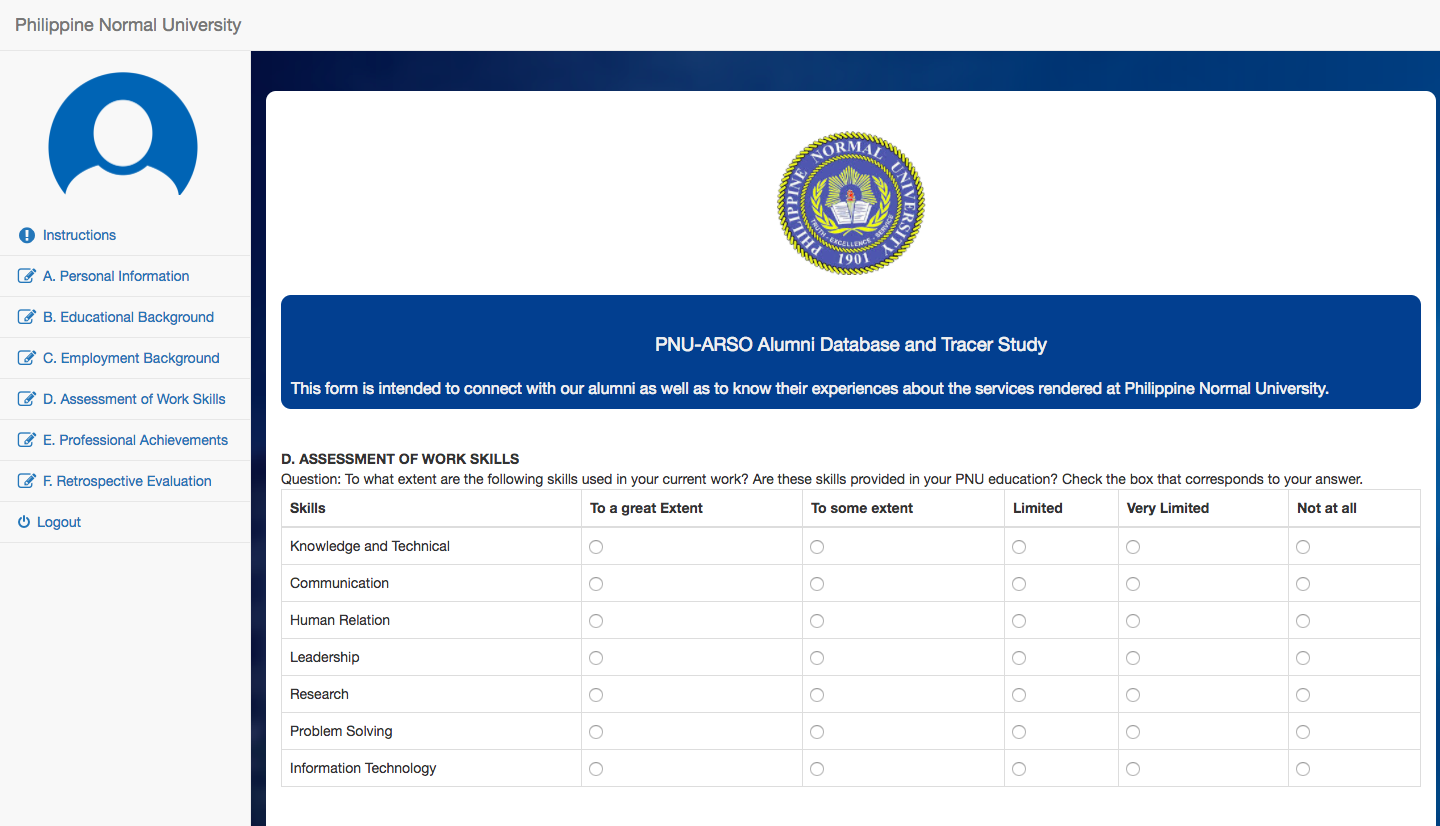 Philippine Normal University
Instructions
A. Personal Information
B. Educational Background
C. Employment Background
D. Assessment of Work Skills
E. Professional Achievements
F. Retrospective Evaluation
Logout
PHILIPPINE NORMAL UNIVERSITY
TRUTH - EXCELLENCE - SERVICE
1901
PNU-ARSO Alumni Database and Tracer Study
This form is intended to connect with our alumni as well as to know their experiences about the services rendered at Philippine Normal University.
D. ASSESSMENT OF WORK SKILLS
Question: To what extent are the following skills used in your current work? Are these skills provided in your PNU education? Check the box that corresponds to your answer.
Skills To a great Extent To some extent Limited Very Limited Not at all
Knowledge and Technical
Communication
Human Relation
Leadership
Research
Problem Solving
Information Technology